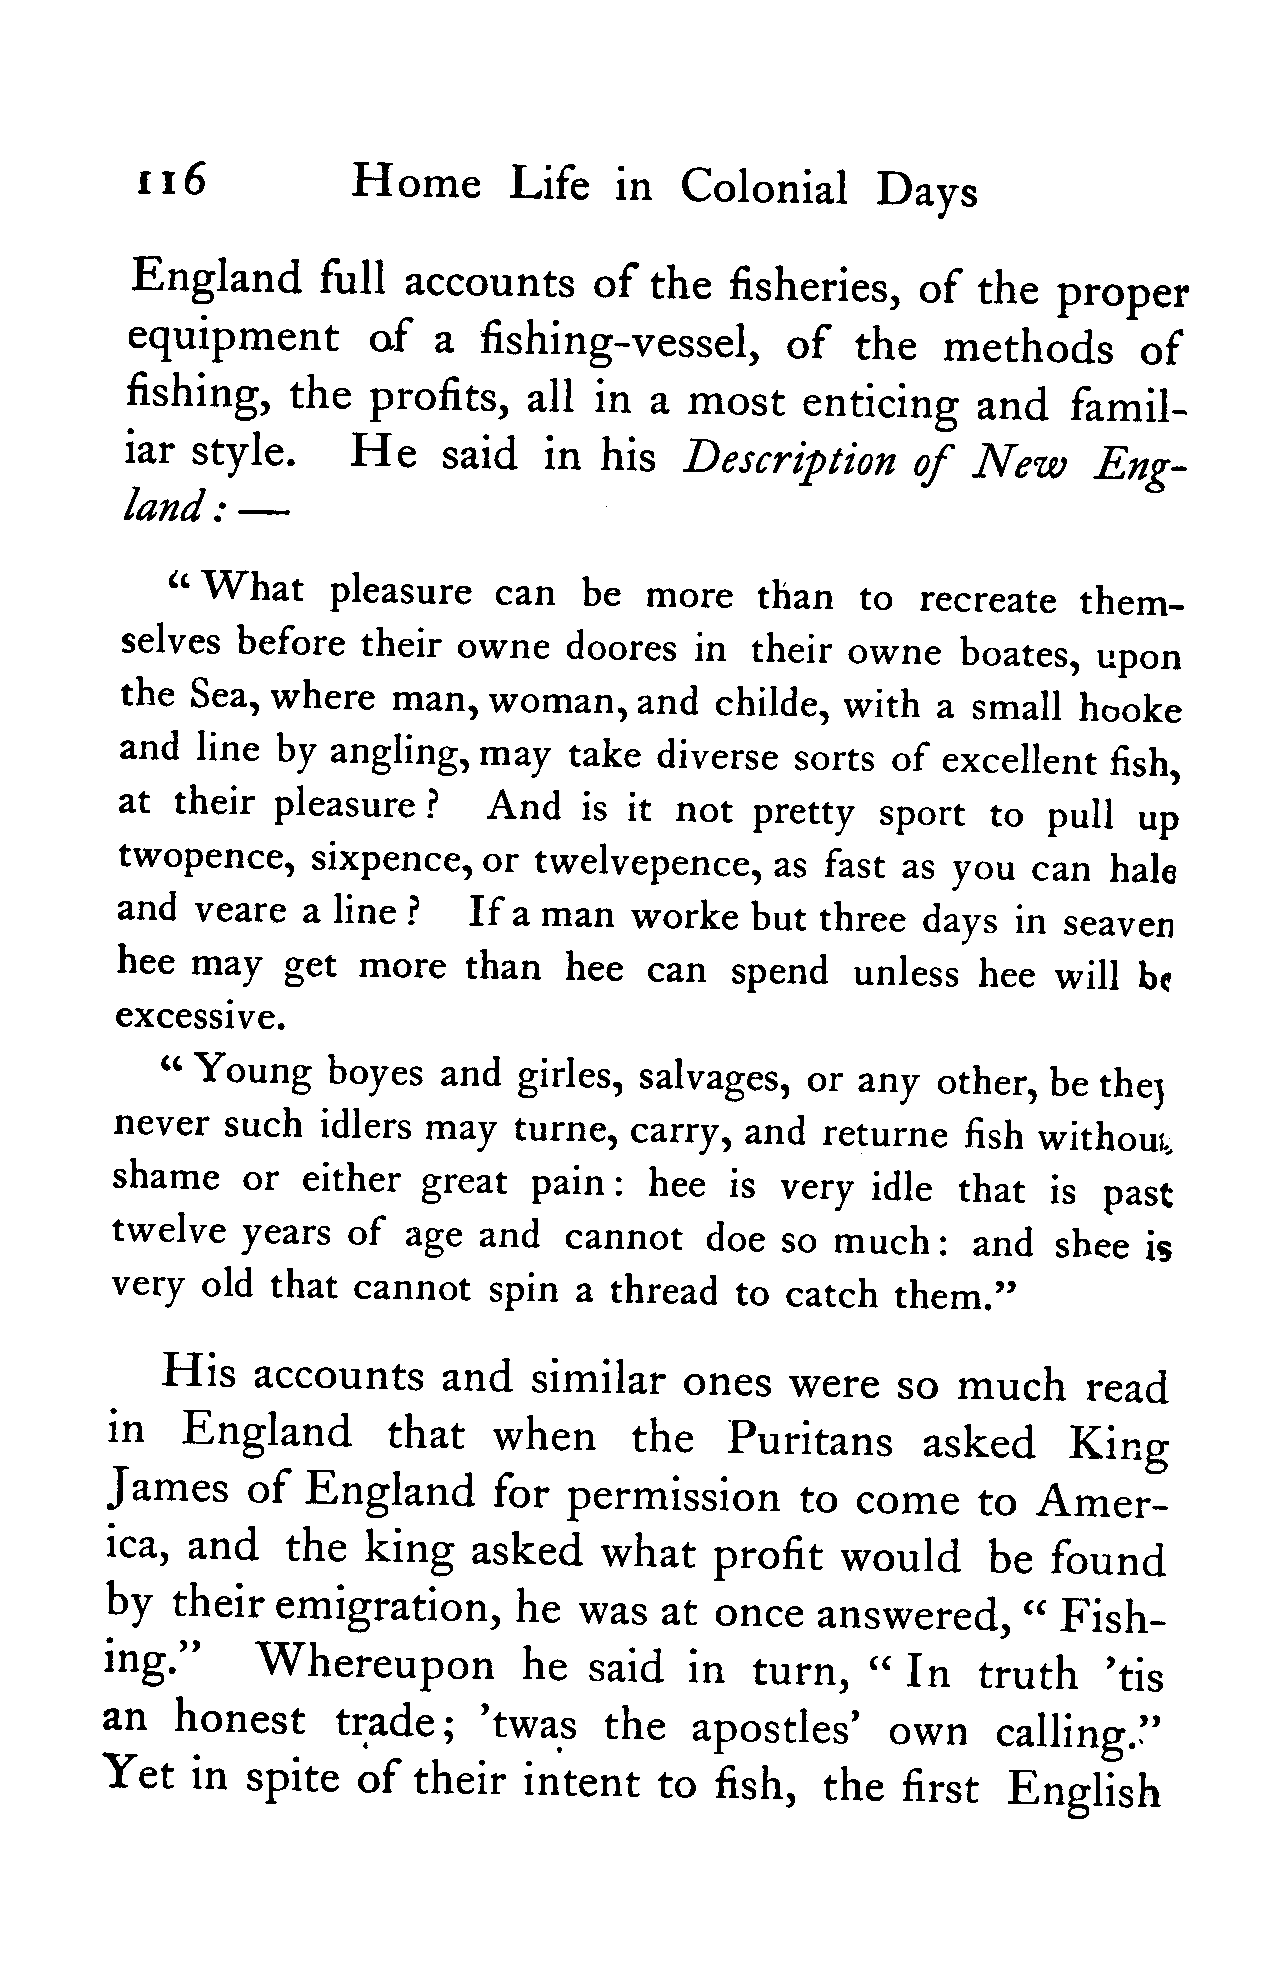 116 Home Life in Colonial Days
England full accounts of the fisheries, of the proper
equipment of a fishing-vessel, of the methods of
fishing, the profits, all in a most enticing and famil-
iar style. He said in his Description of New Eng-
land: —
“What pleasure can be more than to recreate them-
selves before their owne doores in their owne boates, upon
the Sea, where man, woman, and childe, with a small hooke
and line by angling, may take diverse sorts of excellent fish,
at their pleasure? And is it not pretty sport to pull up
twopence, sixpence, or twelvepence, as fast as you can hale
and veare a line? If a man worke but three days in seaven
hee may get more than hee can spend unless hee will be
excessive.
“Young boyes and girles, salvages, or any other, be they
never such idlers may turne, carry, and returne fish without
shame or either great pain: hee is very idle that is past
twelve years of age and cannot doe so much: and shee is
very old that cannot spin a thread to catch them.”
His accounts and similar ones were so much read
in England that when the Puritans asked King
James of England for permission to come to Amer-
ica, and the king asked what profit would be found
by their emigration, he was at once answered, “Fish-
ing.” Whereupon he said in turn, “In truth ’tis
an honest trade; ’twas the apostles’ own calling.”
Yet in spite of their intent to fish, the first English